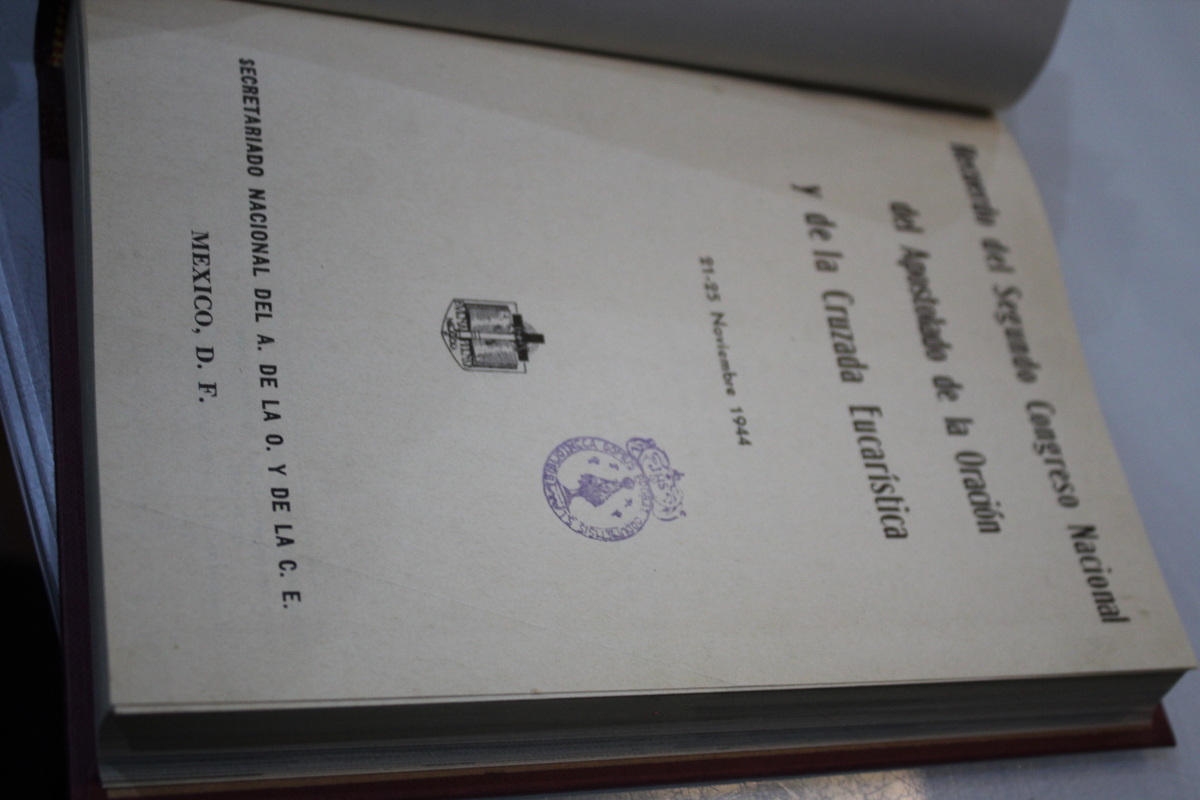 Recuerdo del Segundo Congreso Nacional
del Apostolado de la Oración
y de la Cruzada Eucarística
21-25 Noviembre 1944
SECRETARIADO NACIONAL DEL A. DE LA O. Y DE LA C. E.
MEXICO, D. F.